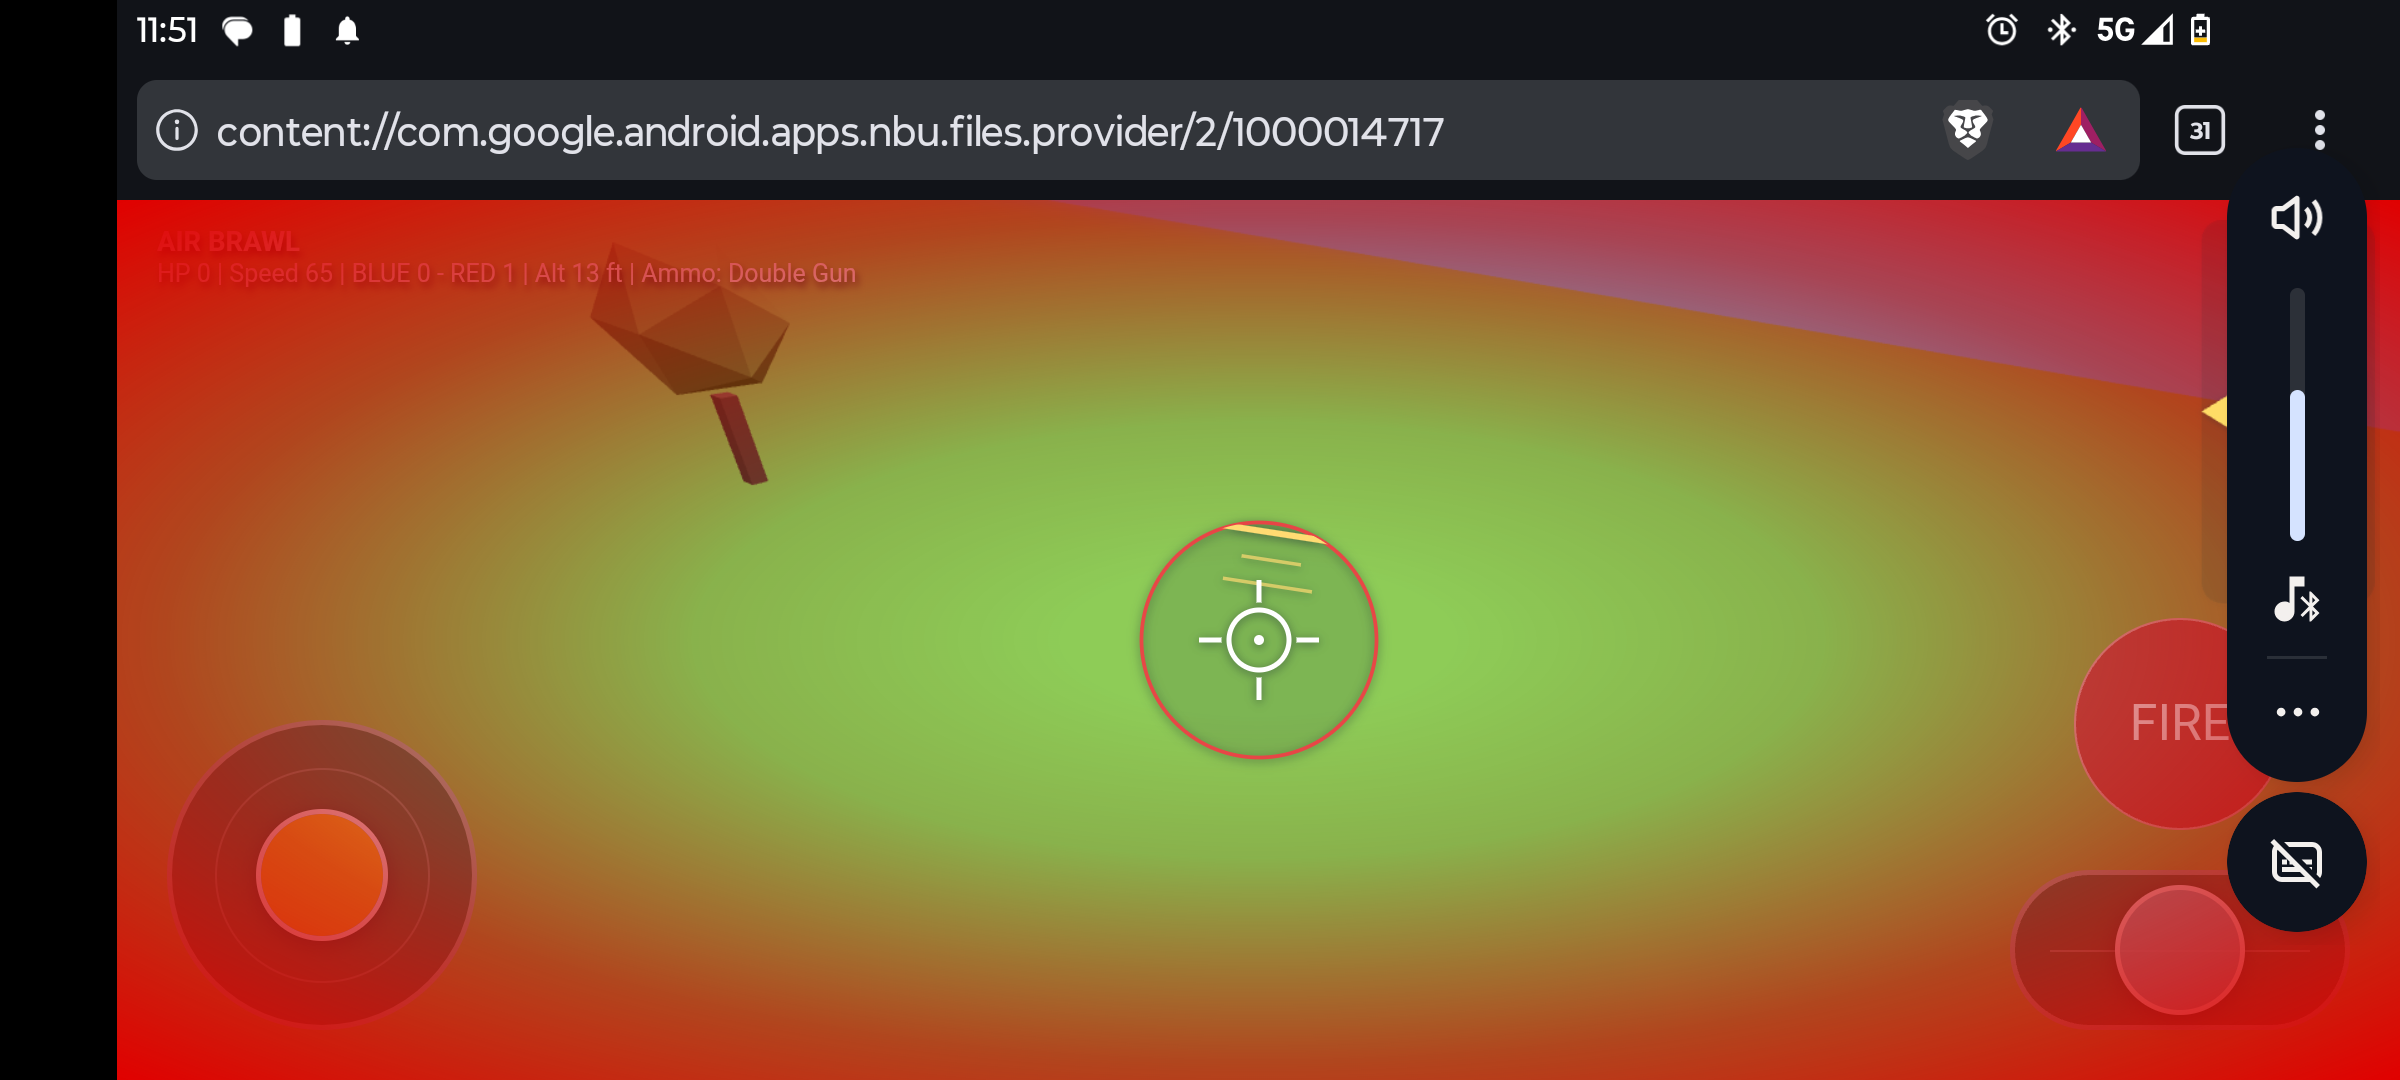 11:51
5G
content://com.google.android.apps.nbu.files.provider/2/1000014717
31
AIR BRAWL
HP 0 | Speed 65 | BLUE 0 - RED 1 | Alt 13 ft | Ammo: Double Gun
FIRE